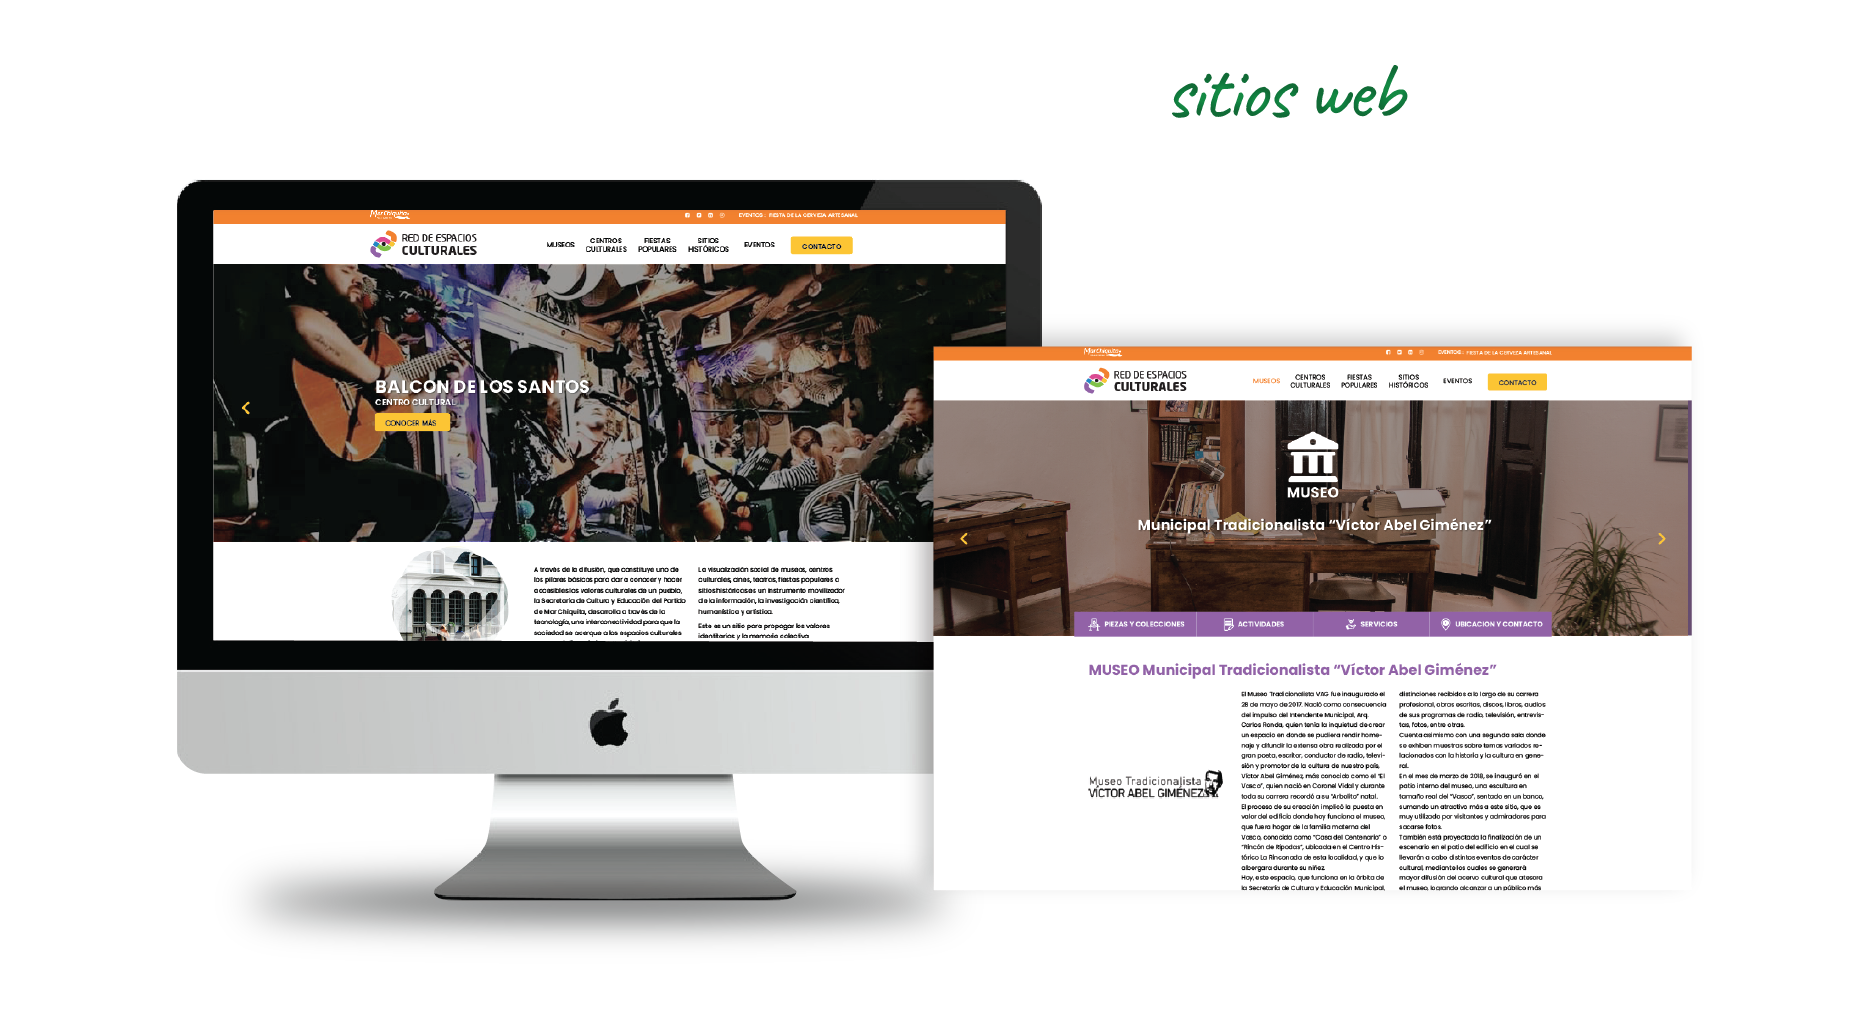 sitios web
Mar Chiquita
EVENTOS : FIESTA DE LA CERVEZA ARTESANAL
RED DE ESPACIOS
CULTURALES
MUSEOS
CENTROS
CULTURALES
FIESTAS
POPULARES
SITIOS
HISTÓRICOS
EVENTOS
CONTACTO
BALCON DE LOS SANTOS
CENTRO CULTURAL
CONOCER MÁS
A través de la difusión, que constituye uno de
los pilares básicos para dar a conocer y hacer
accesible a los valores culturales de un pueblo,
la Secretaría de Cultura y Educación del Partido
de Mar Chiquita, desarrolla a través de la
tecnología, una interconectividad para que la
sociedad se acerque a los espacios culturales
La visualización social de museos, centros
culturales, cines, teatros, fiestas populares o
sitios históricos es un instrumento movilizador
de la información, la investigación científica,
humanística y artística.
Este es un sitio para propagar los valores
identitarios y la memoria colectiva
Mar Chiquita
EVENTOS : FIESTA DE LA CERVEZA ARTESANAL
RED DE ESPACIOS
CULTURALES
MUSEOS
CENTROS
CULTURALES
FIESTAS
POPULARES
SITIOS
HISTÓRICOS
EVENTOS
CONTACTO
MUSEO
Municipal Tradicionalista “Víctor Abel Giménez”
PIEZAS Y COLECCIONES
ACTIVIDADES
SERVICIOS
UBICACION Y CONTACTO
MUSEO Municipal Tradicionalista “Víctor Abel Giménez”
Museo Tradicionalista
VÍCTOR ABEL GIMÉNEZ
El Museo Tradicionalista VAG fue inaugurado el
28 de mayo de 2017. Nació como consecuencia
del impulso del Intendente Municipal, Arq.
Carlos Ronda, quien tenía la inquietud de crear
un espacio en donde se pudiera rendir home-
naje y difundir la extensa obra realizada por el
gran poeta, escritor, conductor de radio, televi-
sión y promotor de la cultura de nuestro país,
Víctor Abel Giménez, más conocido como el “El
Vasco”, quien nació en Coronel Vidal y durante
toda su carrera recordó a su “Arbolito” natal.
El proceso de su creación implicó la puesta en
valor del edificio donde hoy funciona el museo,
que fuera hogar de la familia materna del
Vasco, conocida como “Casa del Centenario” o
“Rincón de Ripodas”, ubicada en el Centro His-
tórico La Rinconada de esta localidad, y que lo
albergara durante su niñez.
Hoy, este espacio, que funciona en la órbita de
la Secretaría de Cultura y Educación Municipal,
distinciones recibidos a lo largo de su carrera
profesional, obras escritas, discos, libros, audios
de sus programas de radio, televisión, entrevis-
tas, fotos, entre otras.
Cuenta asimismo con una segunda sala donde
se exhiben muestras sobre temas variados re-
lacionados con la historia y la cultura en gene-
ral.
En el mes de marzo de 2018, se inauguró en el
patio interno del museo, una escultura en
tamaño real del “Vasco”, sentado en un banco,
sumando un atractivo más a este sitio, que es
muy utilizado por visitantes y admiradores para
sacarse fotos.
También está proyectada la finalización de un
escenario en el patio del edificio en el cual se
llevarán a cabo distintos eventos de carácter
cultural, mediante los cuales se generará
mayor difusión del acervo cultural que atesora
el museo, logrando alcanzar a un público más